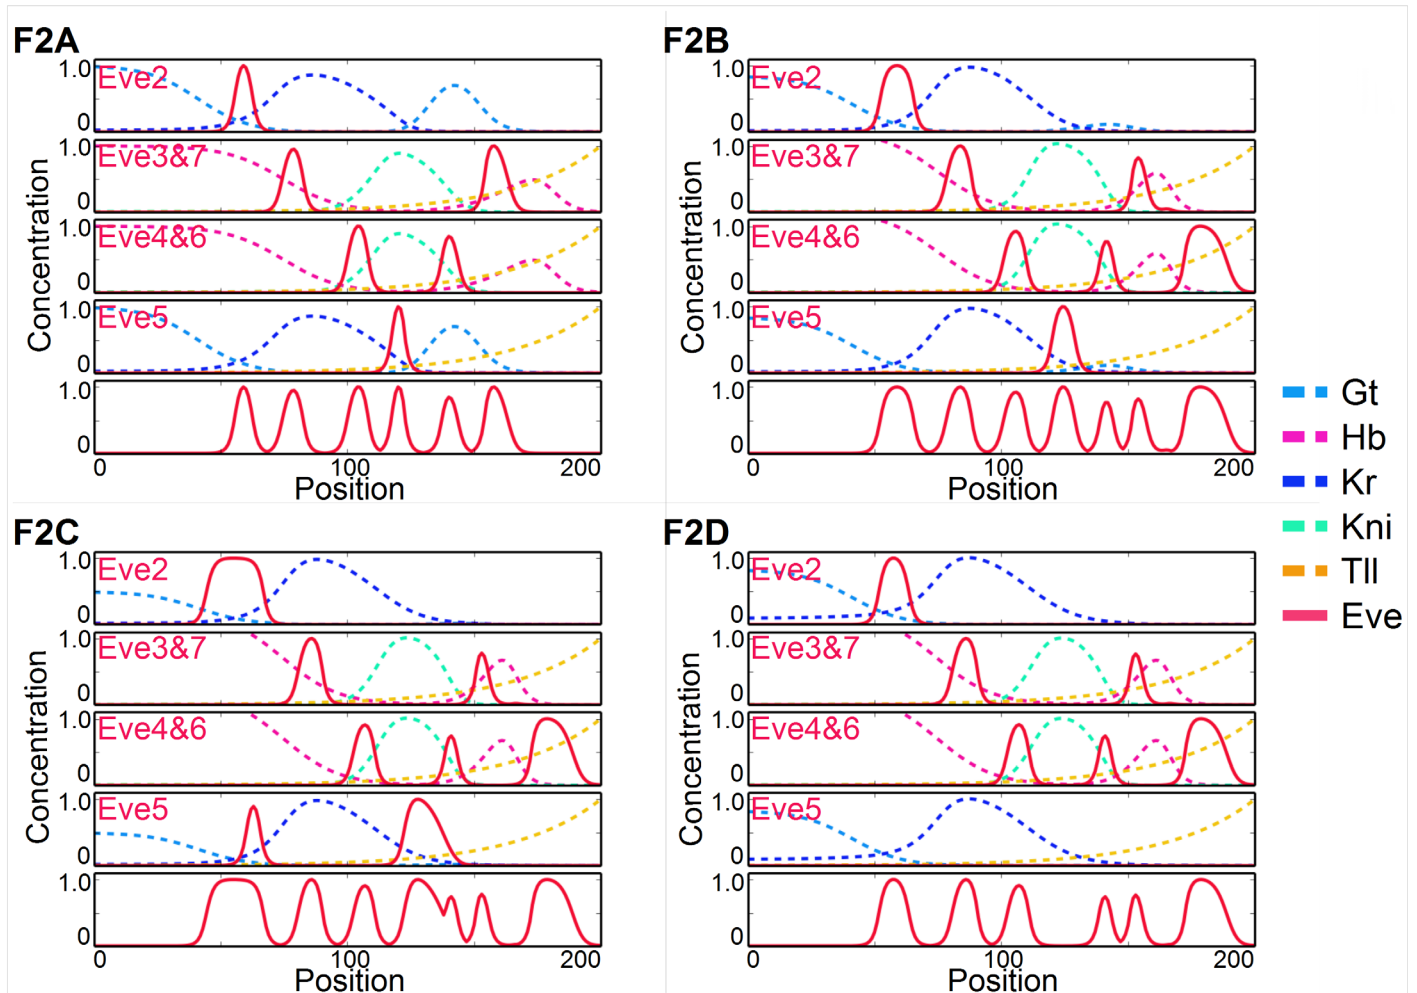 F2A
1.0
Eve2
0
1.0
Eve3&7
0
1.0
Eve4&6
0
1.0
Eve5
0
1.0
0
0 100 200
Concentration
Position
F2B
1.0
Eve2
0
1.0
Eve3&7
0
1.0
Eve4&6
0
1.0
Eve5
0
1.0
0
0 100 200
Concentration
Position
F2C
1.0
Eve2
0
1.0
Eve3&7
0
1.0
Eve4&6
0
1.0
Eve5
0
1.0
0
0 100 200
Concentration
Position
F2D
1.0
Eve2
0
1.0
Eve3&7
0
1.0
Eve4&6
0
1.0
Eve5
0
1.0
0
0 100 200
Concentration
Position
Gt
Hb
Kr
Kni
Tll
Eve